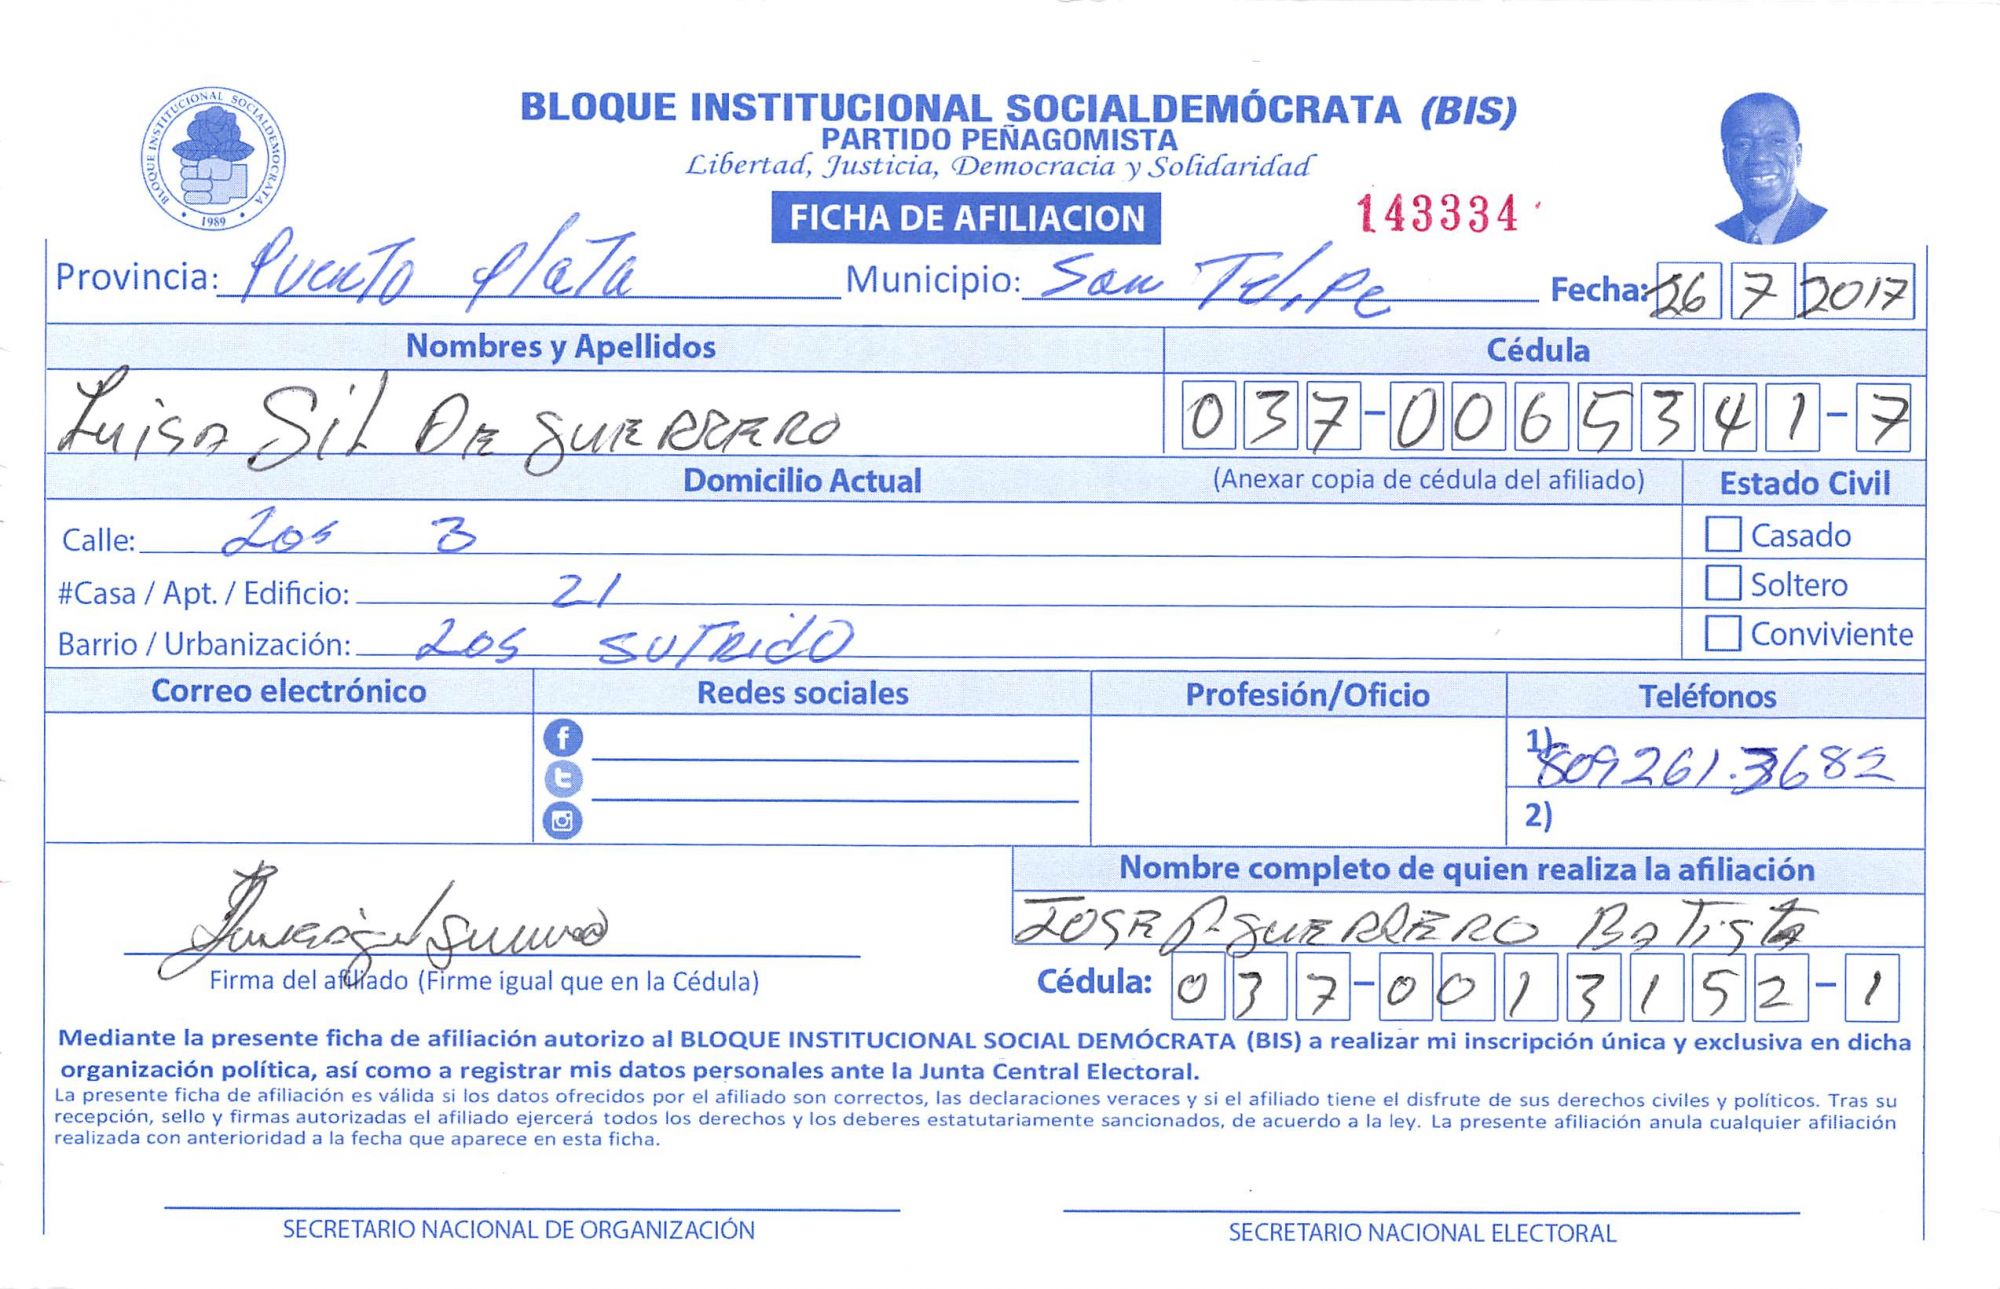 BLOQUE INSTITUCIONAL SOCIALDEMÓCRATA (BIS)
PARTIDO PEÑAGOMISTA
Libertad, Justicia, Democracia y Solidaridad
BLOQUE INSTITUCIONAL SOCIALDEMOCRATA
• 1989 •
FICHA DE AFILIACION
143334
Provincia: Puerto Plata Municipio: San Felipe Fecha: 26 7 2017
Nombres y Apellidos Cédula
Luisa Sil De guerrero 037-0065341-7
Domicilio Actual (Anexar copia de cédula del afiliado) Estado Civil
Calle: Los 3 Casado
#Casa / Apt. / Edificio: 21 Soltero
Barrio / Urbanización: Los Conviviente
Correo electrónico Redes sociales Profesión/Oficio Teléfonos
1) 809261.3682
2)
Nombre completo de quien realiza la afiliación
Jose guerrero Batista
Firma del afiliado (Firme igual que en la Cédula) Cédula: 037-0013152-1
Mediante la presente ficha de afiliación autorizo al BLOQUE INSTITUCIONAL SOCIAL DEMÓCRATA (BIS) a realizar mi inscripción única y exclusiva en dicha
organización política, así como a registrar mis datos personales ante la Junta Central Electoral.
La presente ficha de afiliación es válida si los datos ofrecidos por el afiliado son correctos, las declaraciones veraces y si el afiliado tiene el disfrute de sus derechos civiles y políticos. Tras su
recepción, sello y firmas autorizadas el afiliado ejercerá todos los derechos y los deberes estatutariamente sancionados, de acuerdo a la ley. La presente afiliación anula cualquier afiliación
realizada con anterioridad a la fecha que aparece en esta ficha.
SECRETARIO NACIONAL DE ORGANIZACIÓN SECRETARIO NACIONAL ELECTORAL